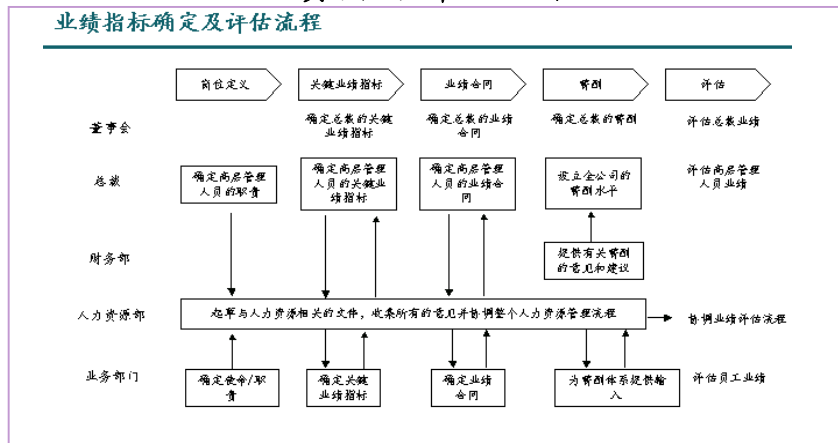 业绩指标确定及评估流程
岗位定义
关键业绩指标
业绩合同
薪酬
评估
董事会
确定总裁的关键
业绩指标
确定总裁的业绩
合同
确定总裁的薪酬
评估总裁业绩
总裁
确定高层管理
人员的职责
确定高层管理
人员的关键业
绩指标
确定高层管理
人员的业绩合
同
设立全公司的
薪酬水平
评估高层管理
人员业绩
财务部
提供有关薪酬
的意见和建议
人力资源部
起草与人力资源相关的文件，收集所有的意见并协调整个人力资源管理流程
协调业绩评估流程
业务部门
确定使命/职
责
确定关键
业绩指标
确定业绩
合同
为薪酬体系提供输
入
评估员工业绩